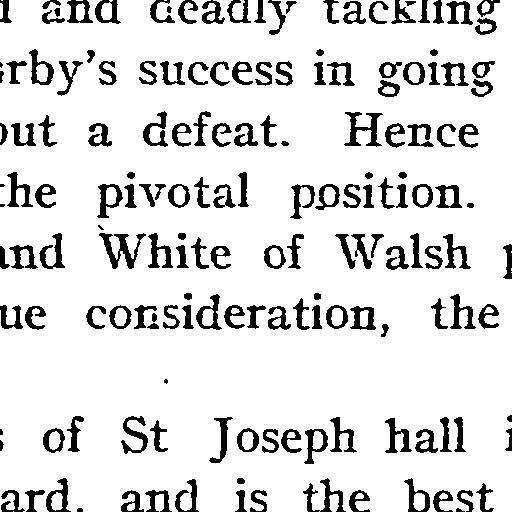 and deadly tackling
rby's success in going
out a defeat. Hence
the pivotal position.
and White of Walsh
ue consideration, the
of St Joseph hall
ard, and is the best